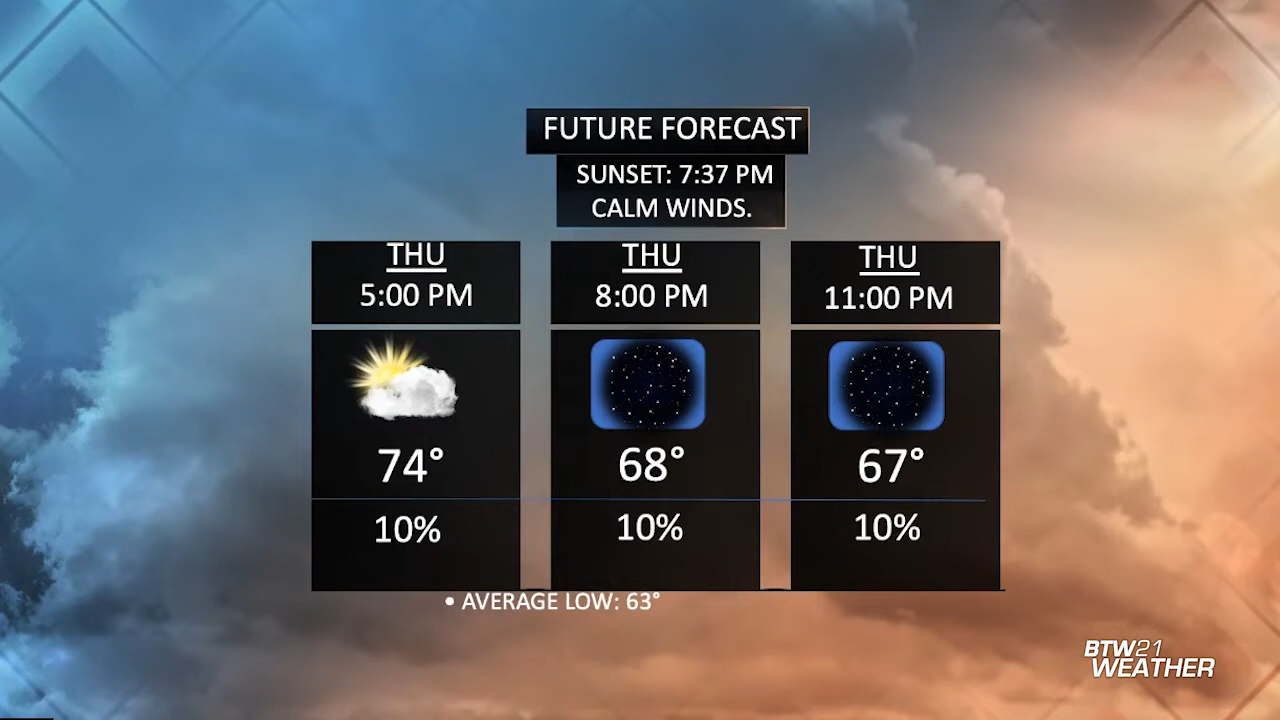 FUTURE FORECAST
SUNSET: 7:37 PM
CALM WINDS.
THU
5:00 PM
74°
10%
THU
8:00 PM
68°
10%
THU
11:00 PM
67°
10%
• AVERAGE LOW: 63°
BTW21
WEATHER